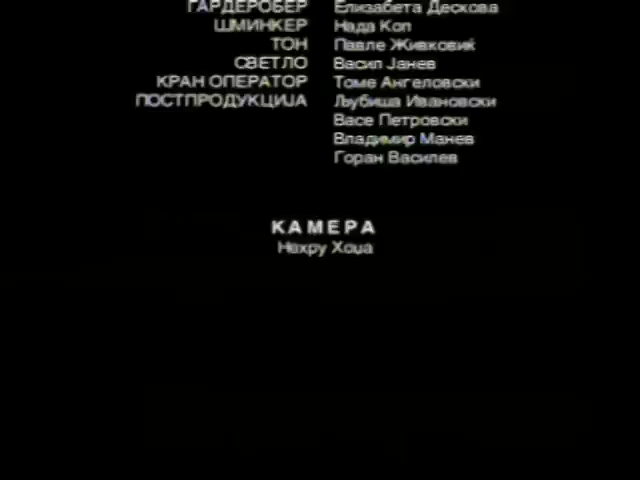 ГАРДЕРОБЕР Елизабета Дескова
ШМИНКЕР Нада Коп
ТОН Павле Живковиќ
СВЕТЛО Васил Јанев
КРАН ОПЕРАТОР Томе Ангеловски
ПОСТПРОДУКЦИЈА Љубиша Ивановски
Васе Петровски
Владимир Манев
Горан Василев
КАМЕРА
Нехру Хоџа